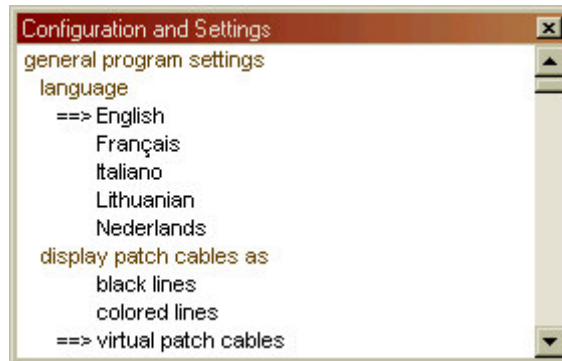 Configuration and Settings
general program settings
language
==> English
Français
Italiano
Lithuanian
Nederlands
display patch cables as
black lines
colored lines
==> virtual patch cables